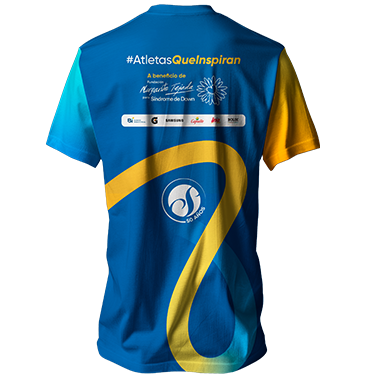 #AtletasQueInspiran
A beneficio de
Fundación
Margarita Tejada
para Síndrome de Down
G SAMSUNG
50 AÑOS